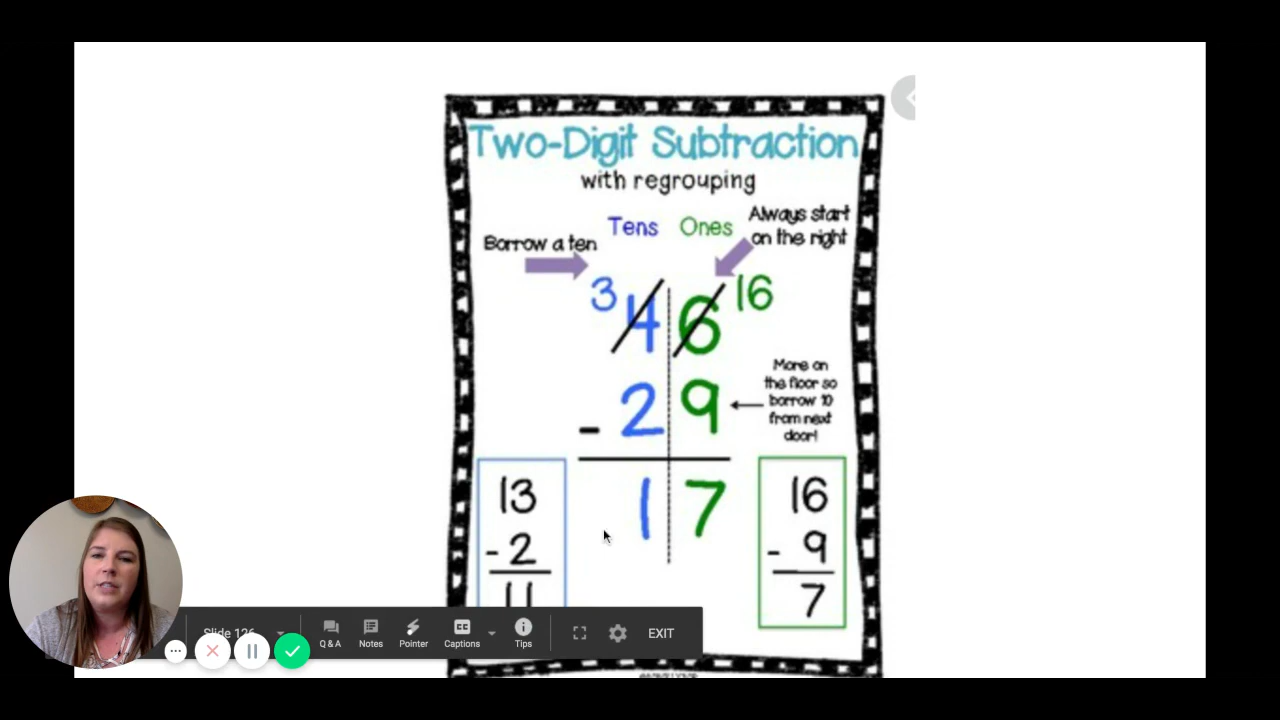 Two-Digit Subtraction
with regrouping
Always start
on the right
Tens Ones
Borrow a ten
3 4 6 16
- 2 9
More on
the floor so
borrow 10
from next
door!
1 7
13
- 2
11
16
- 9
7
Slide 126
Q & A
Notes
Pointer
Captions
Tips
EXIT